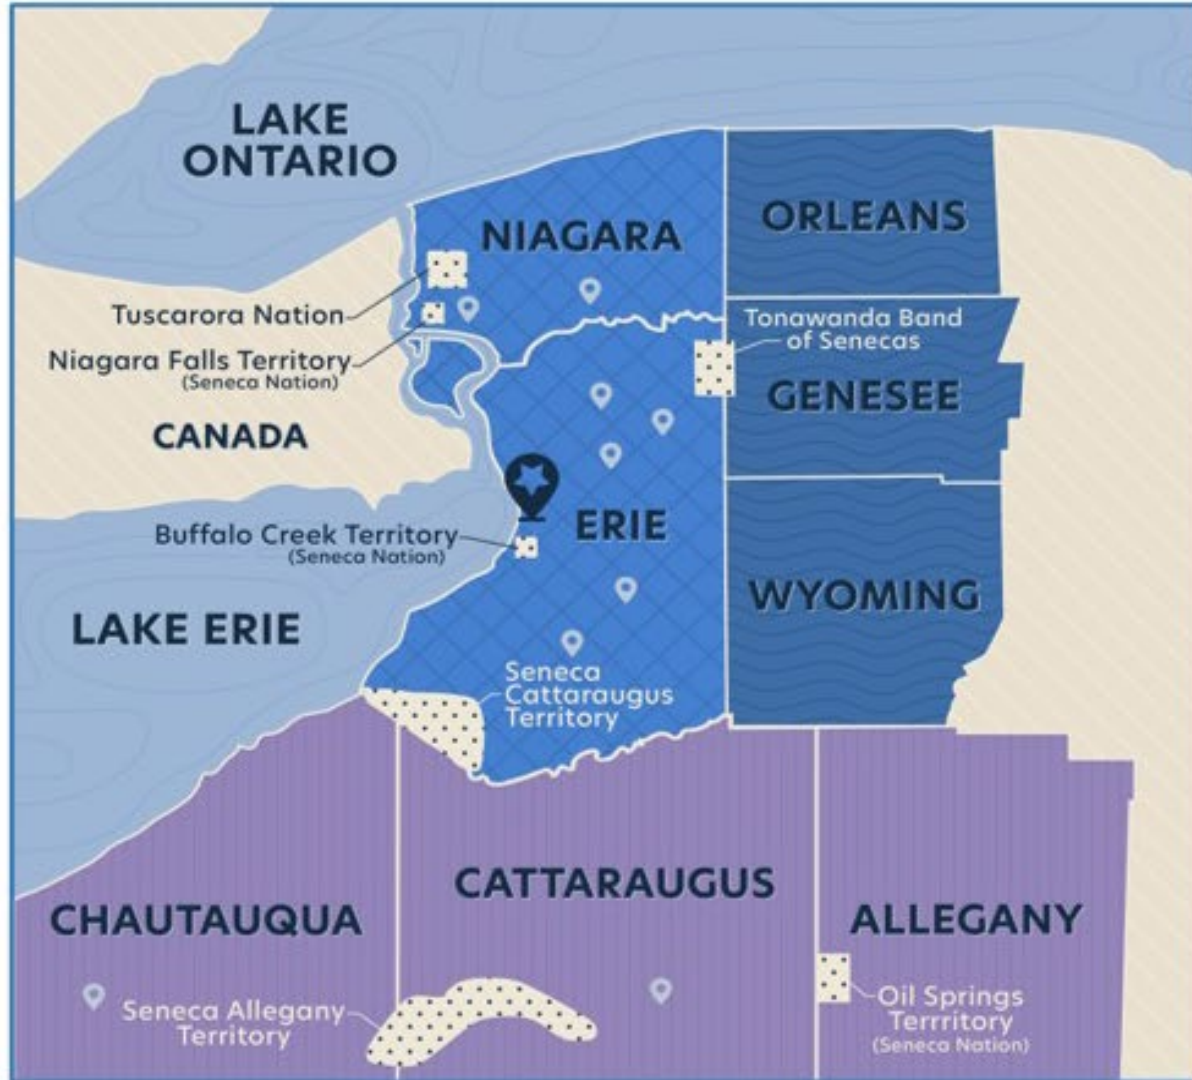 LAKE
ONTARIO
NIAGARA
ORLEANS
Tuscarora Nation
Niagara Falls Territory
(Seneca Nation)
Tonawanda Band
of Senecas
GENESEE
CANADA
Buffalo Creek Territory
(Seneca Nation)
ERIE
WYOMING
LAKE ERIE
Seneca
Cattaraugus
Territory
CATTARAUGUS
CHAUTAUQUA
ALLEGANY
Seneca Allegany
Territory
Oil Springs
Terrritory
(Seneca Nation)